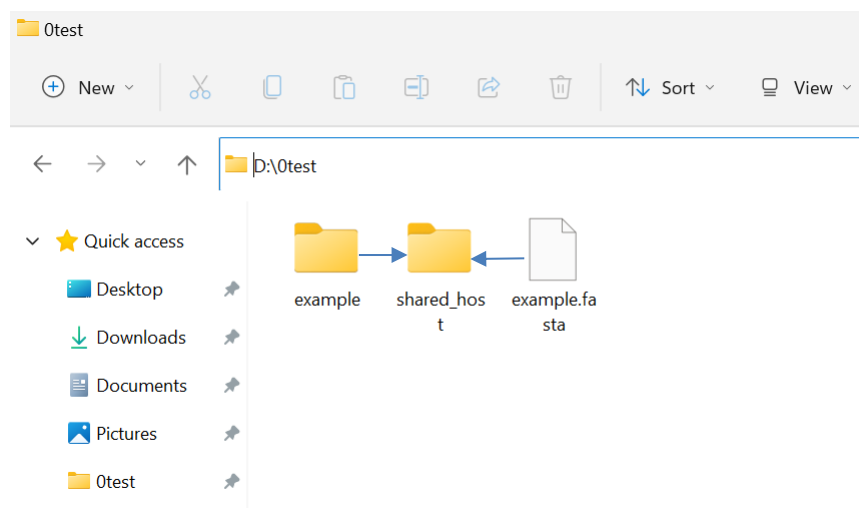 0test
New
Sort
View
D:\0test
Quick access
Desktop
Downloads
Documents
Pictures
0test
example
shared_hos
t
example.fa
sta